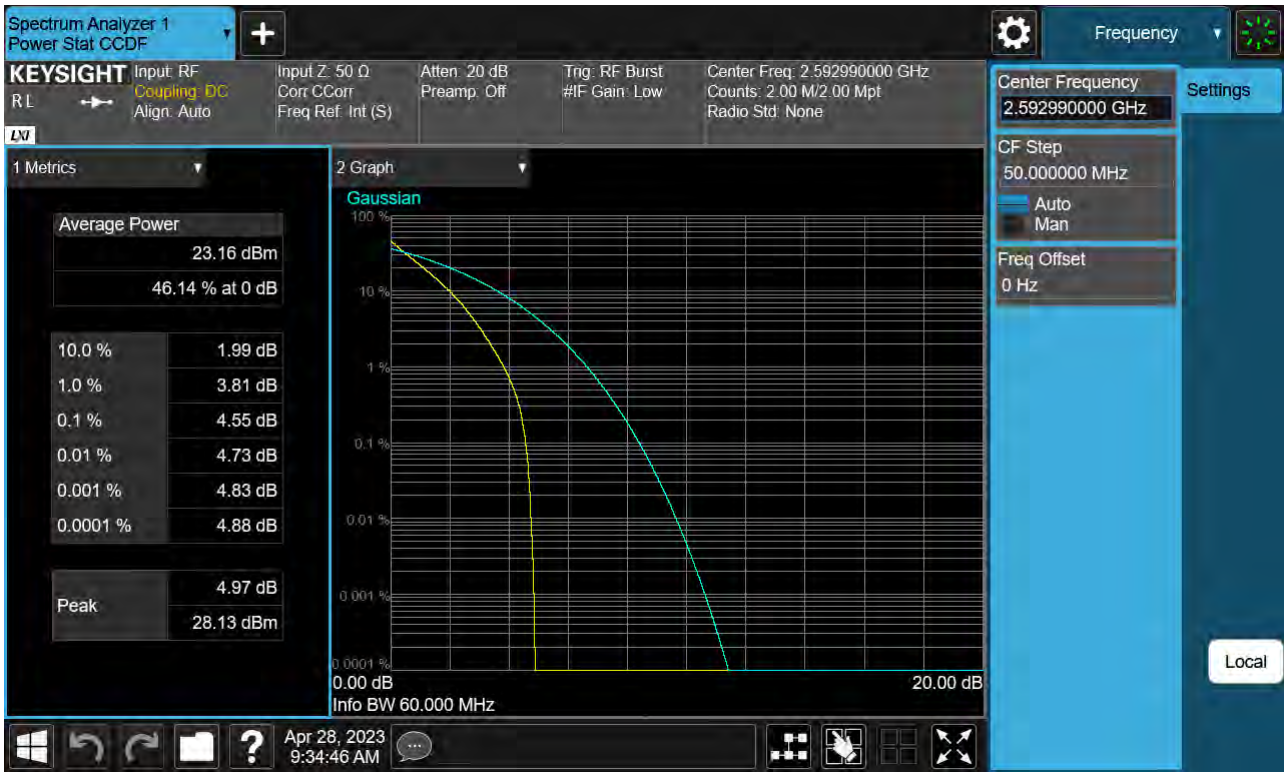 Spectrum Analyzer 1
Power Stat CCDF
Frequency
KEYSIGHT
RL
LXI
Input: RF
Coupling: DC
Align: Auto
Input Z: 50 Ω
Corr CCorr
Freq Ref: Int (S)
Atten: 20 dB
Preamp: Off
Trig: RF Burst
#IF Gain: Low
Center Freq: 2.592990000 GHz
Counts: 2.00 M/2.00 Mpt
Radio Std: None
Center Frequency
2.592990000 GHz
Settings
CF Step
50.000000 MHz
Auto
Man
Freq Offset
0 Hz
Local
1 Metrics
Average Power
23.16 dBm
46.14 % at 0 dB
10.0 % 1.99 dB
1.0 % 3.81 dB
0.1 % 4.55 dB
0.01 % 4.73 dB
0.001 % 4.83 dB
0.0001 % 4.88 dB
Peak
4.97 dB
28.13 dBm
2 Graph
Gaussian
100 %
10 %
1 %
0.1 %
0.01 %
0.001 %
0.0001 %
0.00 dB 20.00 dB
Info BW 60.000 MHz
?
Apr 28, 2023
9:34:46 AM